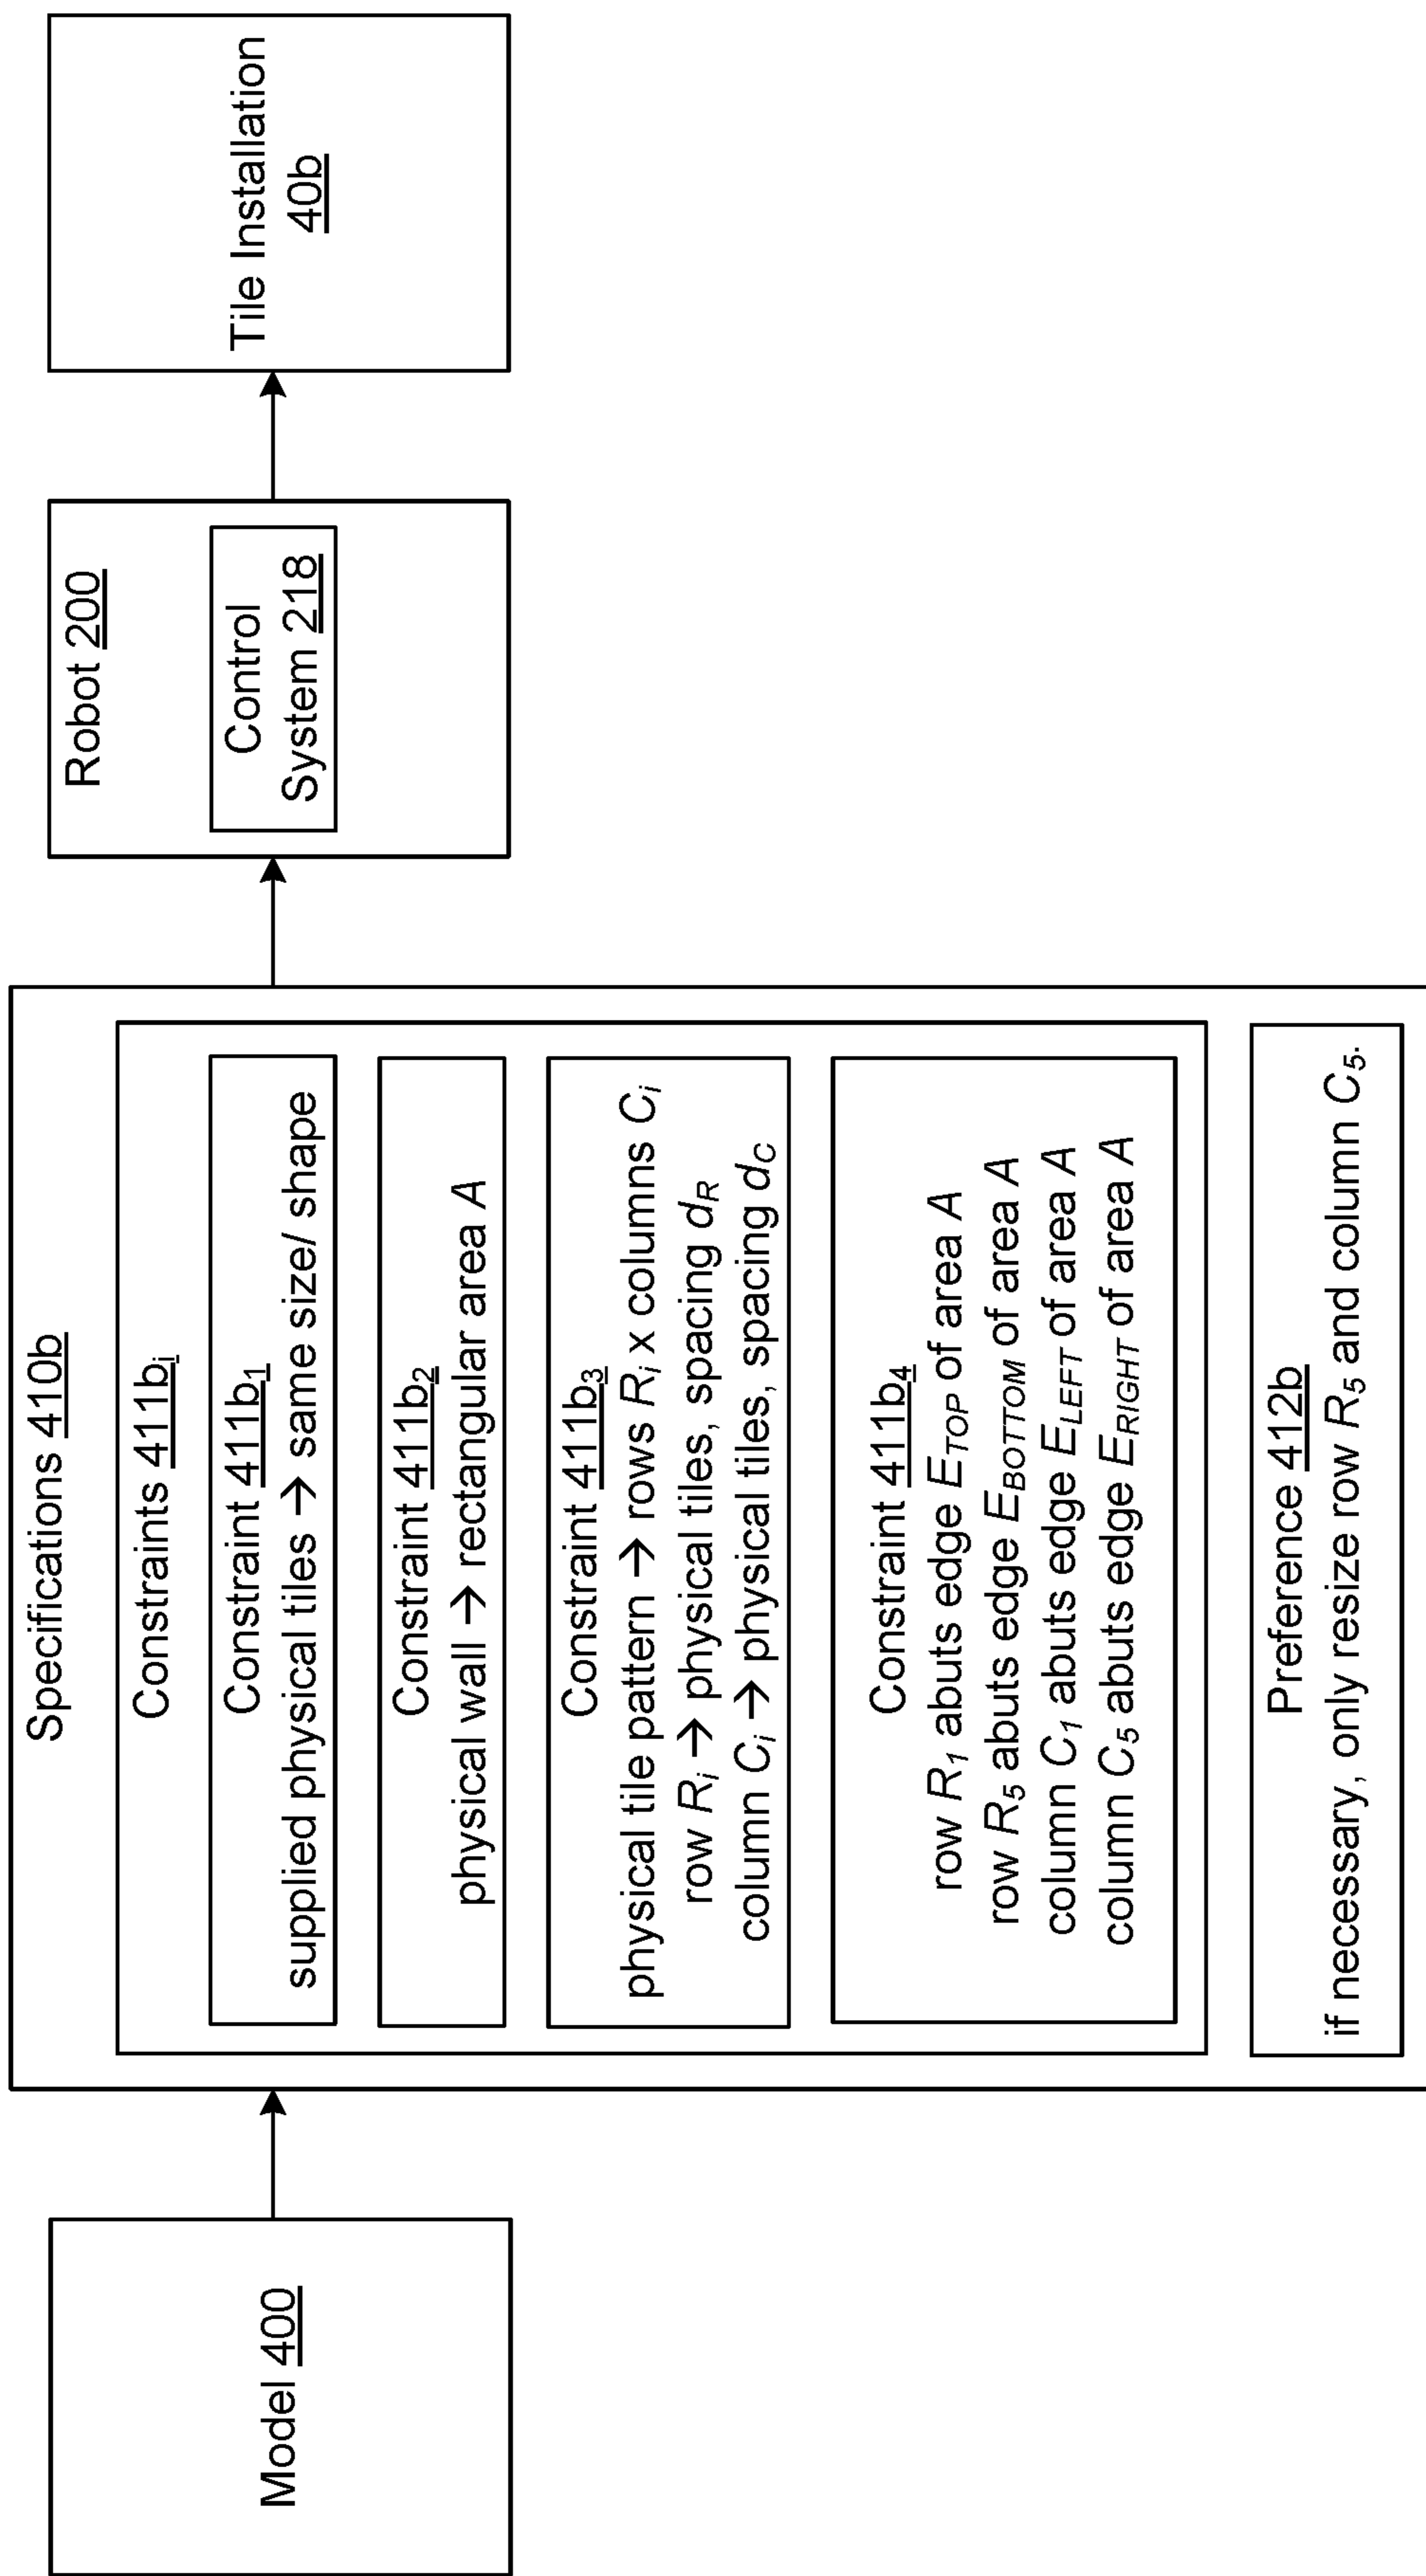 Model 400
Specifications 410b
Constraints 411bi
Constraint 411b1
supplied physical tiles → same size/ shape
Constraint 411b2
physical wall → rectangular area A
Constraint 411b3
physical tile pattern → rows Ri x columns Ci
row Ri → physical tiles, spacing dR
column Ci → physical tiles, spacing dC
Constraint 411b4
row R1 abuts edge ETOP of area A
row R5 abuts edge EBOTTOM of area A
column C1 abuts edge ELEFT of area A
column C5 abuts edge ERIGHT of area A
Preference 412b
if necessary, only resize row R5 and column C5.
Robot 200
Control
System 218
Tile Installation
40b